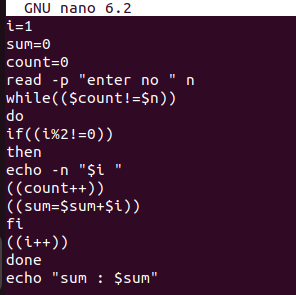 GNU nano 6.2
i=1
sum=0
count=0
read -p "enter no " n
while(($count!=$n))
do
if((i%2!=0))
then
echo -n "$i "
((count++))
((sum=$sum+$i))
fi
((i++))
done
echo "sum : $sum"